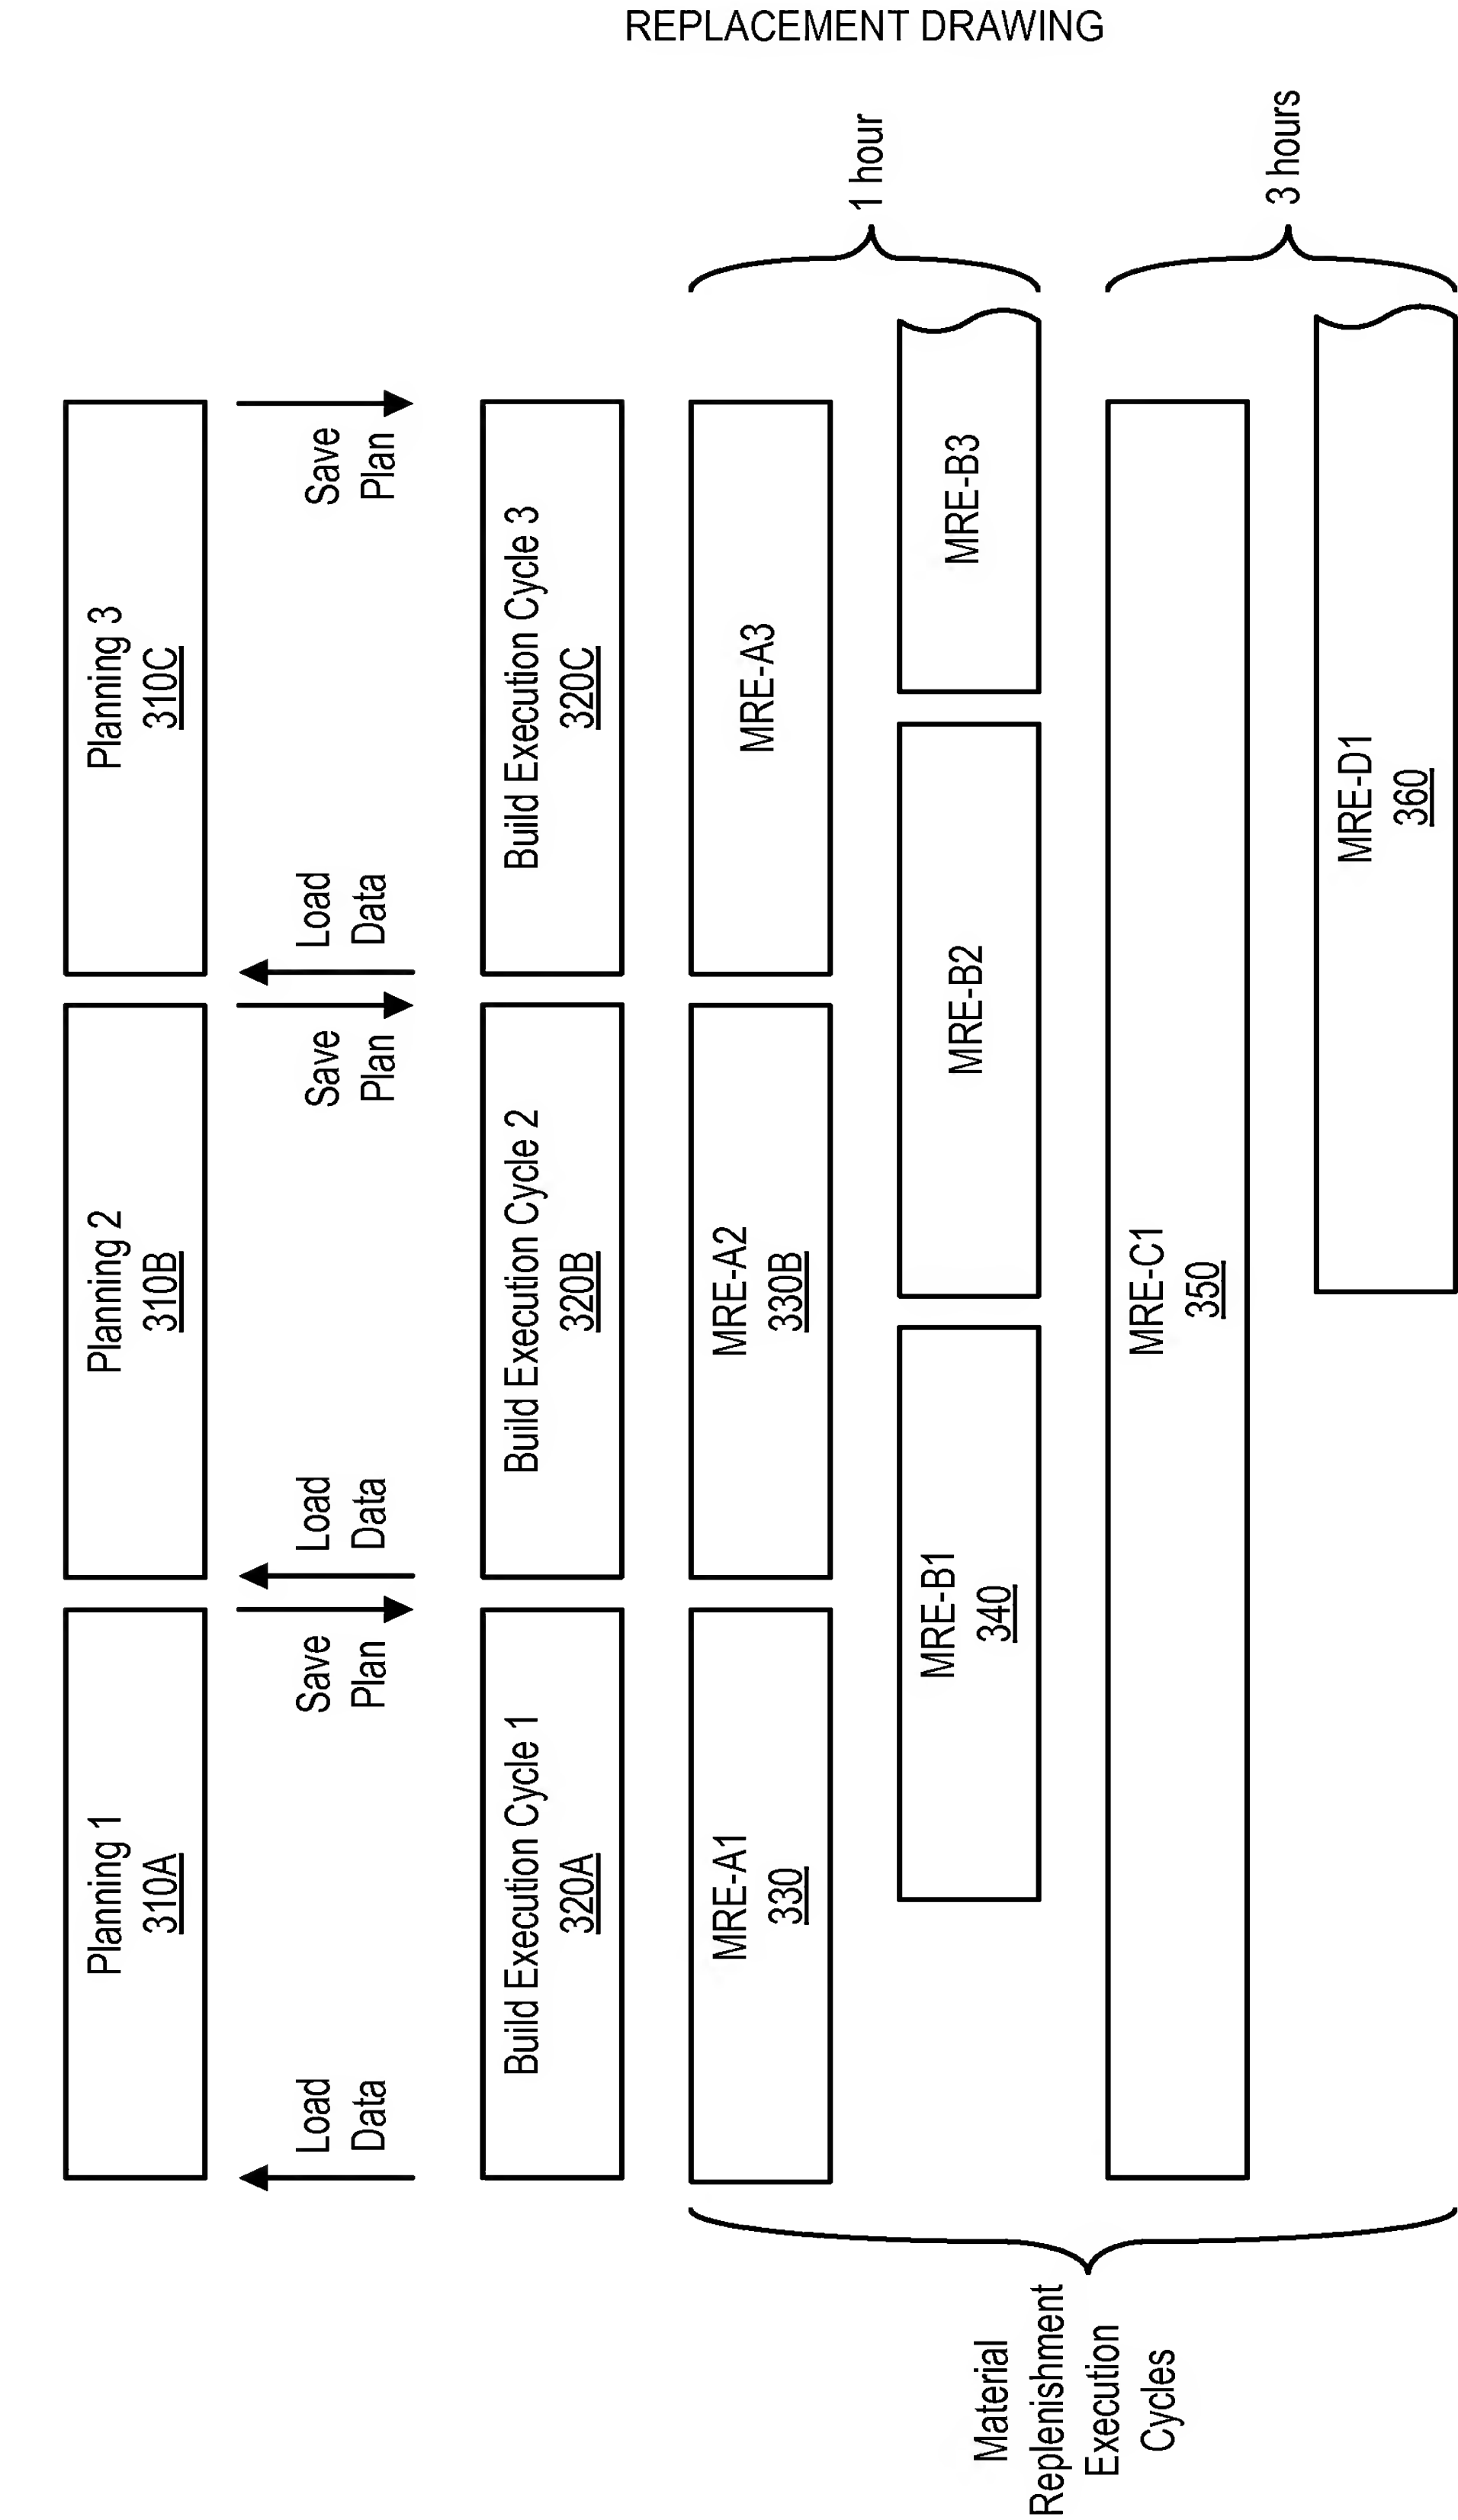 REPLACEMENT DRAWING
Planning 1
310A
Planning 2
310B
Planning 3
310C
Load
Data
Save
Plan
Load
Data
Save
Plan
Load
Data
Save
Plan
Build Execution Cycle 1
320A
Build Execution Cycle 2
320B
Build Execution Cycle 3
320C
MRE-A1
330
MRE-A2
330B
MRE-A3
1 hour
MRE-B1
340
MRE-B2
MRE-B3
Material
Replenishment
Execution
Cycles
MRE-C1
350
3 hours
MRE-D1
360